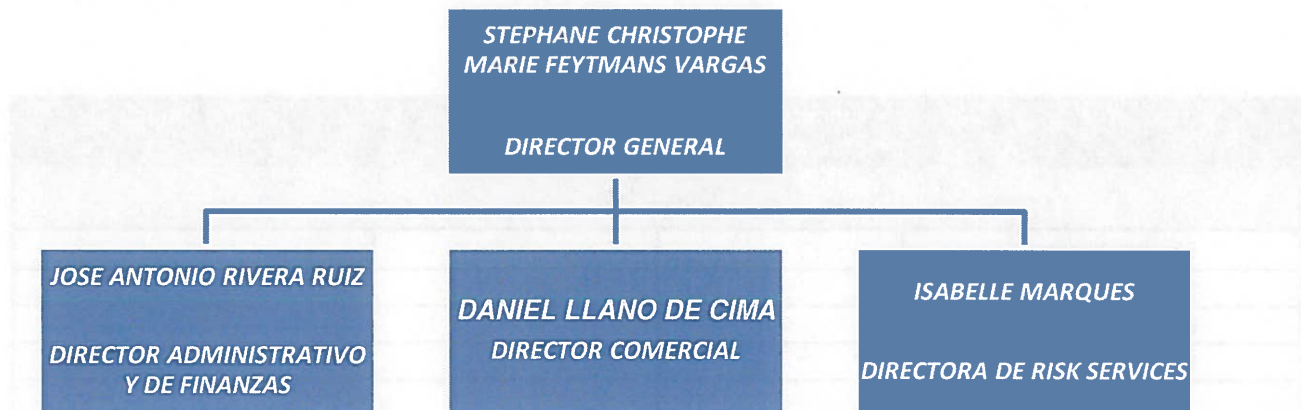 STEPHANE CHRISTOPHE
MARIE FEYTMANS VARGAS
DIRECTOR GENERAL
JOSE ANTONIO RIVERA RUIZ
DIRECTOR ADMINISTRATIVO
Y DE FINANZAS
DANIEL LLANO DE CIMA
DIRECTOR COMERCIAL
ISABELLE MARQUES
DIRECTORA DE RISK SERVICES